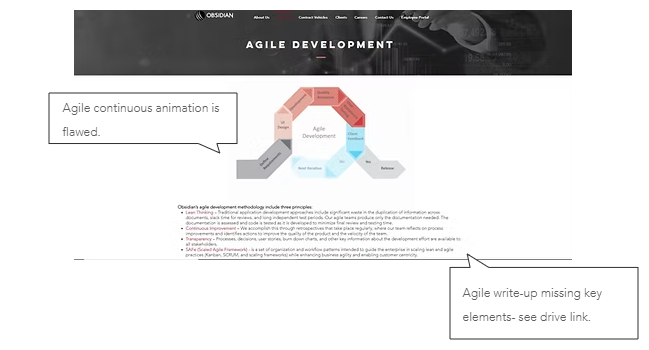 OBSIDIAN
About Us
Contract Vehicles
Clients
Careers
Contact Us
Employee Portal
AGILE DEVELOPMENT
Agile continuous animation is
flawed.
UI
Design
Agile
Development
Client
Feedback
Next Iteration
No
Yes
Release
Obsidian's agile development methodology include three principles.
• Lean Thinking – Traditional application development approaches include significant waste in the duplication of information across
documents, slack time for reviews, and long independent test periods. Our agile teams produce only the documentation needed. The
documentation is assessed and code is tested as it is developed to minimize final review and testing time.
• Continuous Improvement – We accomplish this through retrospectives that take place regularly, where our team reflects on process
improvements and identifies actions to improve the quality of the product and the velocity of the team.
• Transparency – Processes, decisions, user stories, burn down charts, and other key information about the development effort are available to
all stakeholders.
• SAFe (Scaled Agile Framework) - is a set of organization and workflow patterns intended to guide the enterprise in scaling lean and agile
practices (Kanban, SCRUM, and scaling frameworks) while enhancing business agility and enabling customer centricity.
Agile write-up missing key
elements- see drive link.